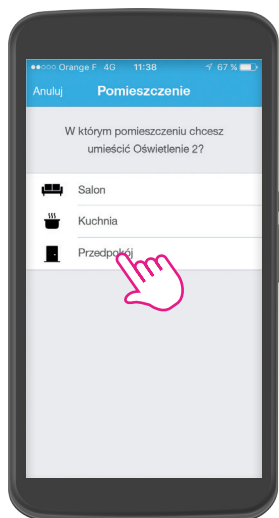 Orange F 4G 11:38 67 %
Anuluj Pomieszczenie
W którym pomieszczeniu chcesz
umieścić Oświetlenie 2?
Salon
Kuchnia
Przedpokój